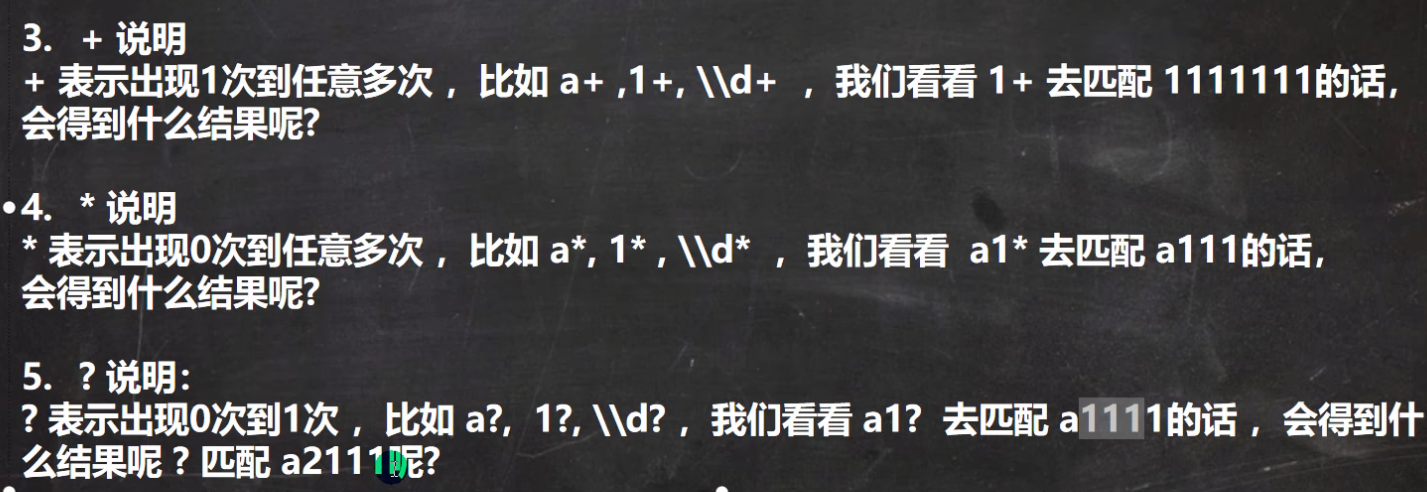 3. + 说明
+ 表示出现1次到任意多次 ，比如 a+ ,1+, \\d+ ，我们看看 1+ 去匹配 1111111的话，
会得到什么结果呢?
•4. * 说明
* 表示出现0次到任意多次 ，比如 a*, 1* , \\d* ，我们看看 a1* 去匹配 a111的话，
会得到什么结果呢?
5. ? 说明：
? 表示出现0次到1次 ，比如 a?, 1?, \\d? ，我们看看 a1? 去匹配 a1111的话 ，会得到什
么结果呢 ? 匹配 a2111呢?